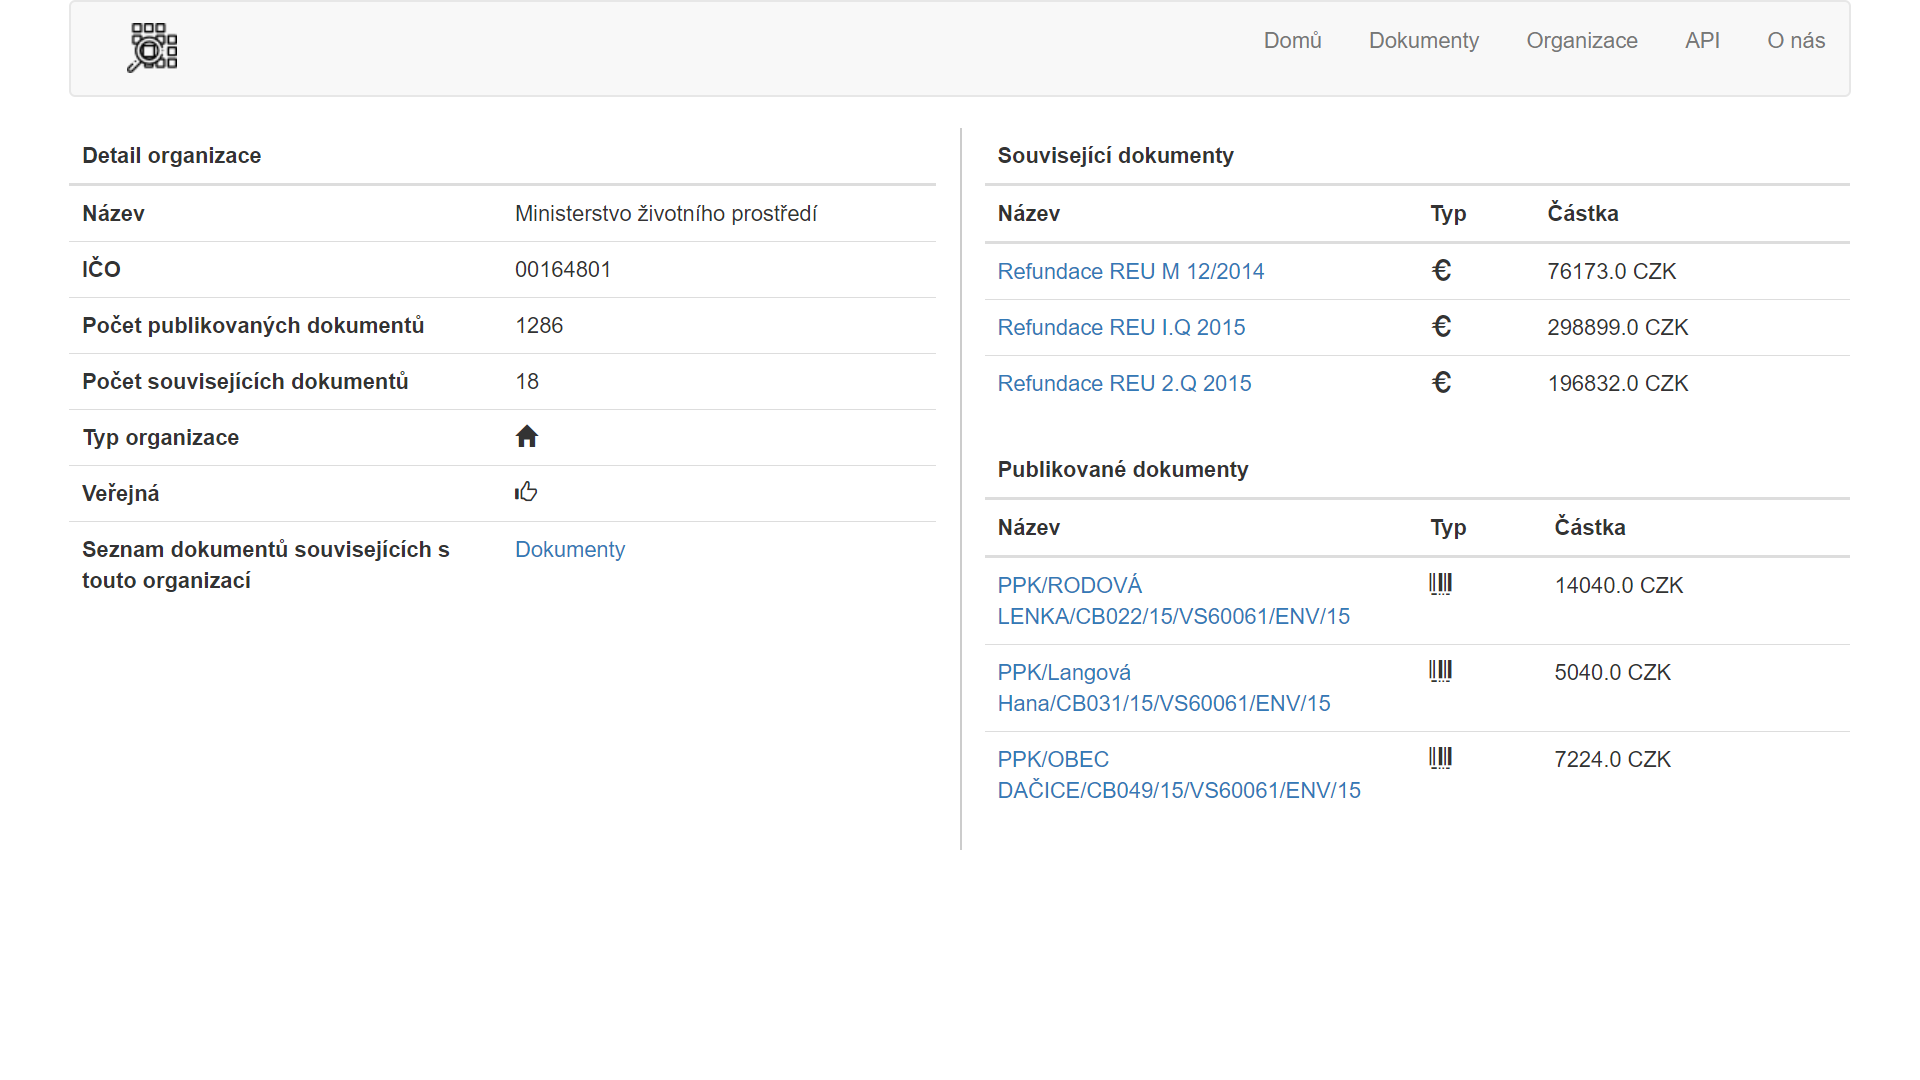 Domů Dokumenty Organizace API O nás
Detail organizace
Název Ministerstvo životního prostředí
IČO 00164801
Počet publikovaných dokumentů 1286
Počet souvisejících dokumentů 18
Typ organizace
Veřejná
Seznam dokumentů souvisejících s Dokumenty
touto organizací
Související dokumenty
Název Typ Částka
Refundace REU M 12/2014 € 76173.0 CZK
Refundace REU I.Q 2015 € 298899.0 CZK
Refundace REU 2.Q 2015 € 196832.0 CZK
Publikované dokumenty
Název Typ Částka
PPK/RODOVÁ 14040.0 CZK
LENKA/CB022/15/VS60061/ENV/15
PPK/Langová 5040.0 CZK
Hana/CB031/15/VS60061/ENV/15
PPK/OBEC 7224.0 CZK
DAČICE/CB049/15/VS60061/ENV/15